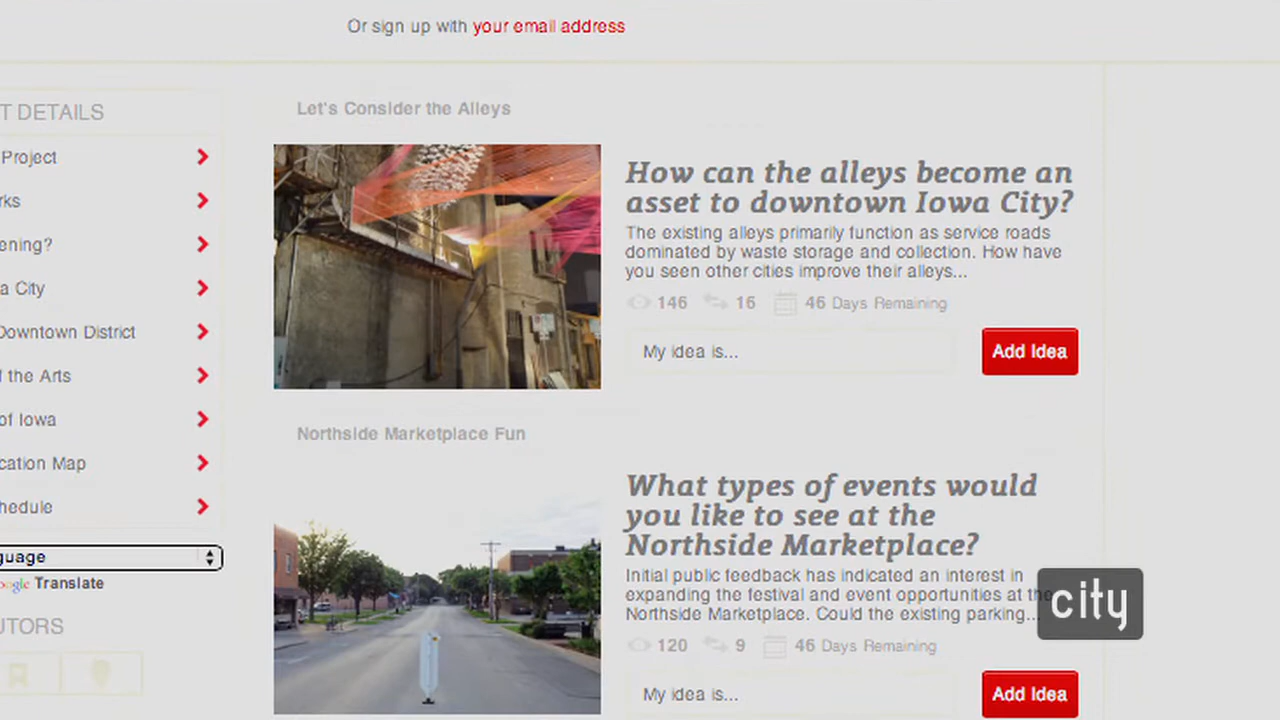 Or sign up with your email address
T DETAILS
Project
rks
ening?
a City
Downtown District
f the Arts
of Iowa
cation Map
hedule
guage
ogle Translate
UTORS
Let's Consider the Alleys
How can the alleys become an
asset to downtown Iowa City?
The existing alleys primarily function as service roads
dominated by waste storage and collection. How have
you seen other cities improve their alleys...
146 16 46 Days Remaining
My idea is... Add Idea
Northside Marketplace Fun
What types of events would
you like to see at the
Northside Marketplace?
Initial public feedback has indicated an interest in
expanding the festival and event opportunities at the
Northside Marketplace. Could the existing parking...
120 9 46 Days Remaining
My idea is... Add Idea
city